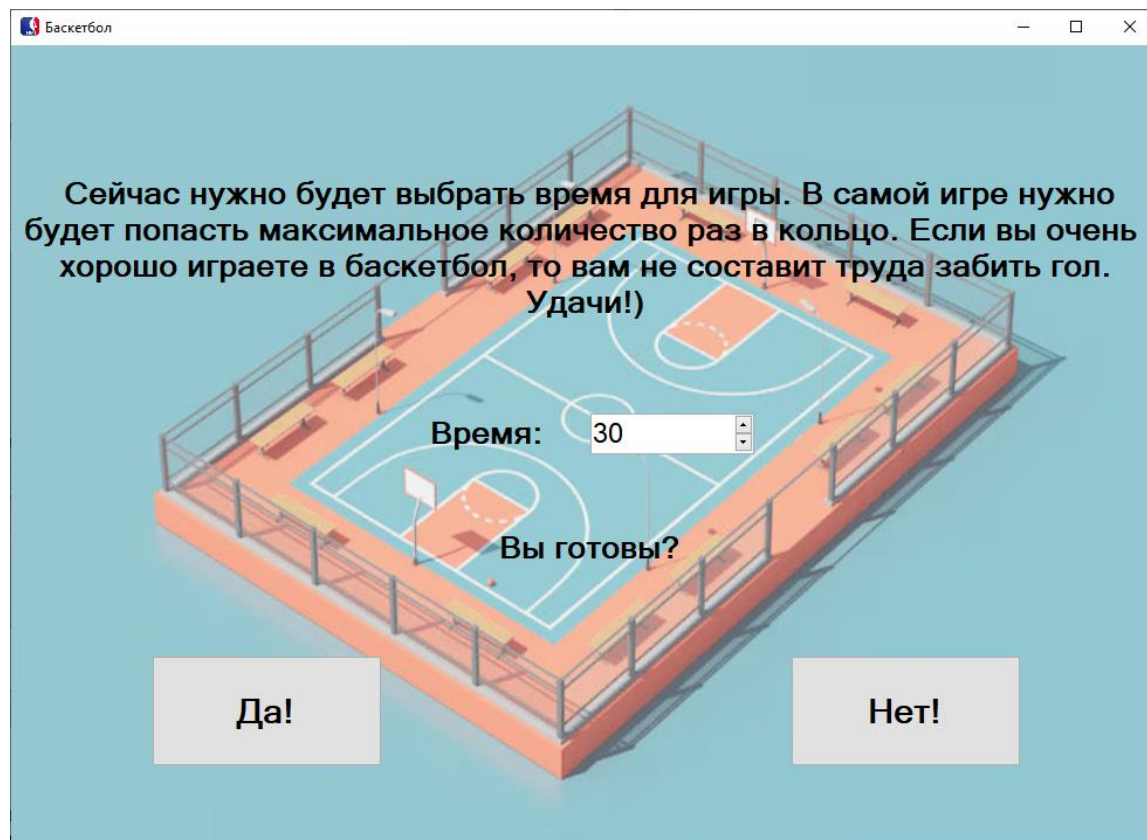 Баскетбол
Сейчас нужно будет выбрать время для игры. В самой игре нужно
будет попасть максимальное количество раз в кольцо. Если вы очень
хорошо играете в баскетбол, то вам не составит труда забить гол.
Удачи!)
Время: 30
Вы готовы?
Да! Нет!